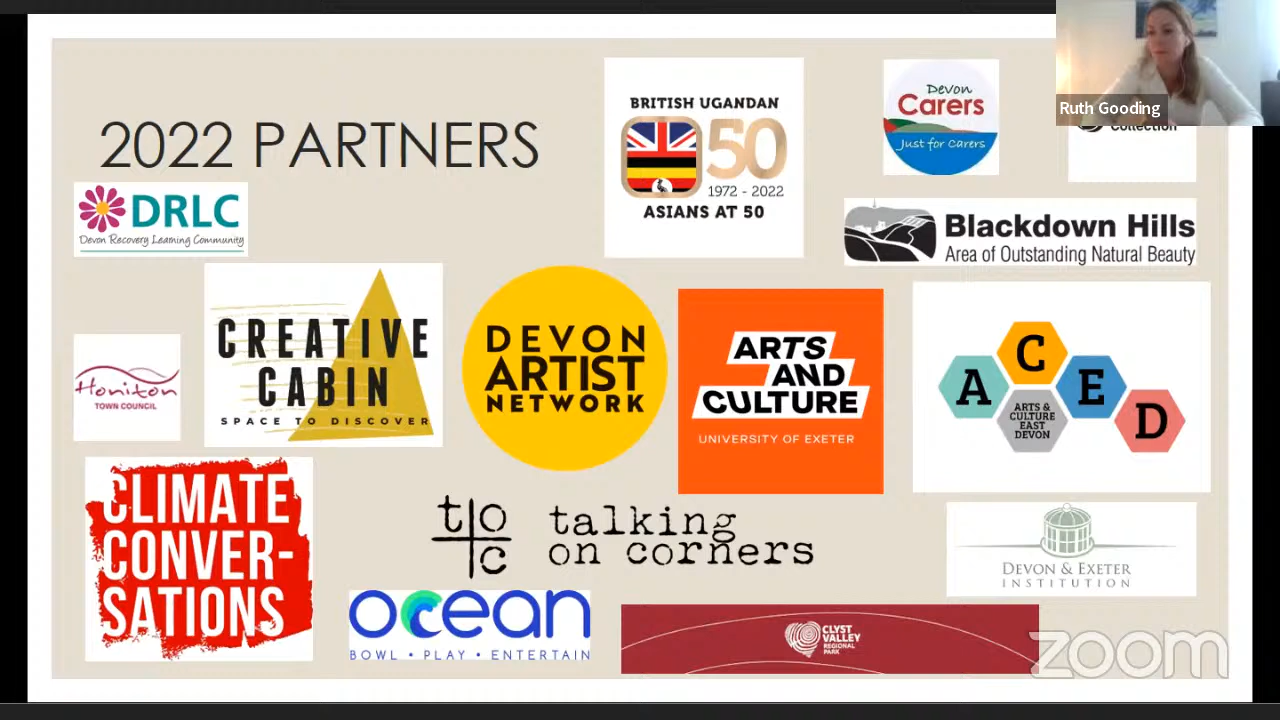 2022 PARTNERS
BRITISH UGANDAN
50
1972 - 2022
ASIANS AT 50
Devon
Carers
Just for Carers
Ruth Gooding
Collection
DRLC
Devon Recovery Learning Community
Blackdown Hills
Area of Outstanding Natural Beauty
CREATIVE
CABIN
SPACE TO DISCOVER
DEVON
ARTIST
NETWORK
ARTS
AND
CULTURE
UNIVERSITY OF EXETER
A C E D
ARTS &
CULTURE
EAST
DEVON
Honiton
TOWN COUNCIL
CLIMATE
CONVER-
SATIONS
toc
talking
on corners
DEVON & EXETER
INSTITUTION
ocean
BOWL • PLAY • ENTERTAIN
CLYST
VALLEY
REGIONAL
PARK
zoom